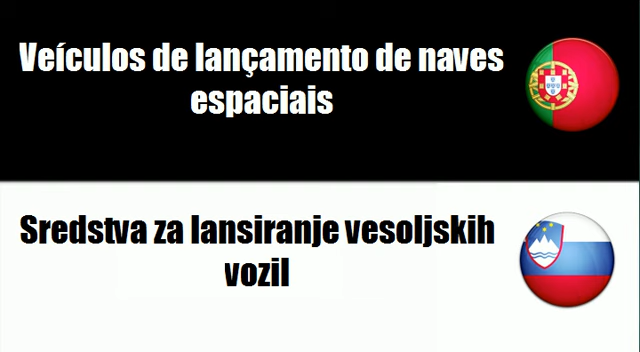 Veículos de lançamento de naves
espaciais
Sredstva za lansiranje vesoljskih
vozil